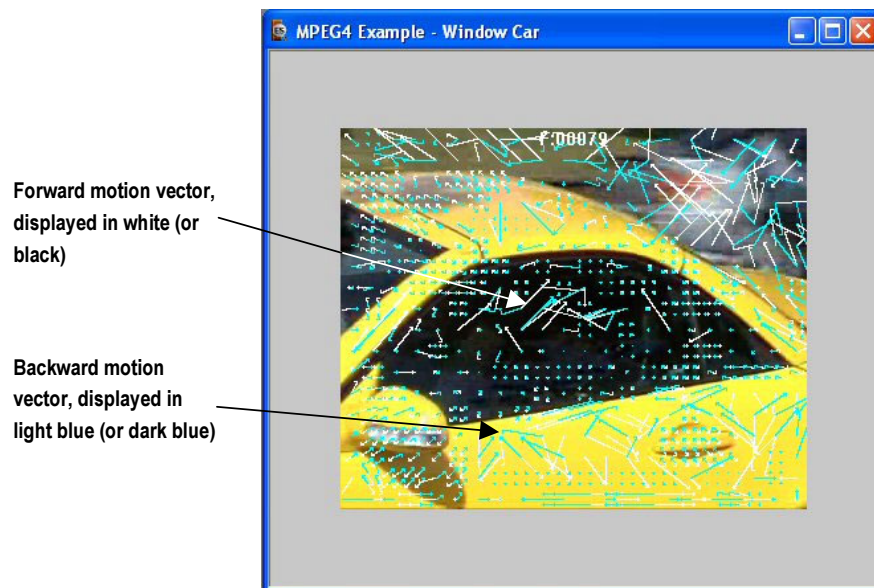 MPEG4 Example - Window Car
F:00079
Forward motion vector,
displayed in white (or
black)
Backward motion
vector, displayed in
light blue (or dark blue)